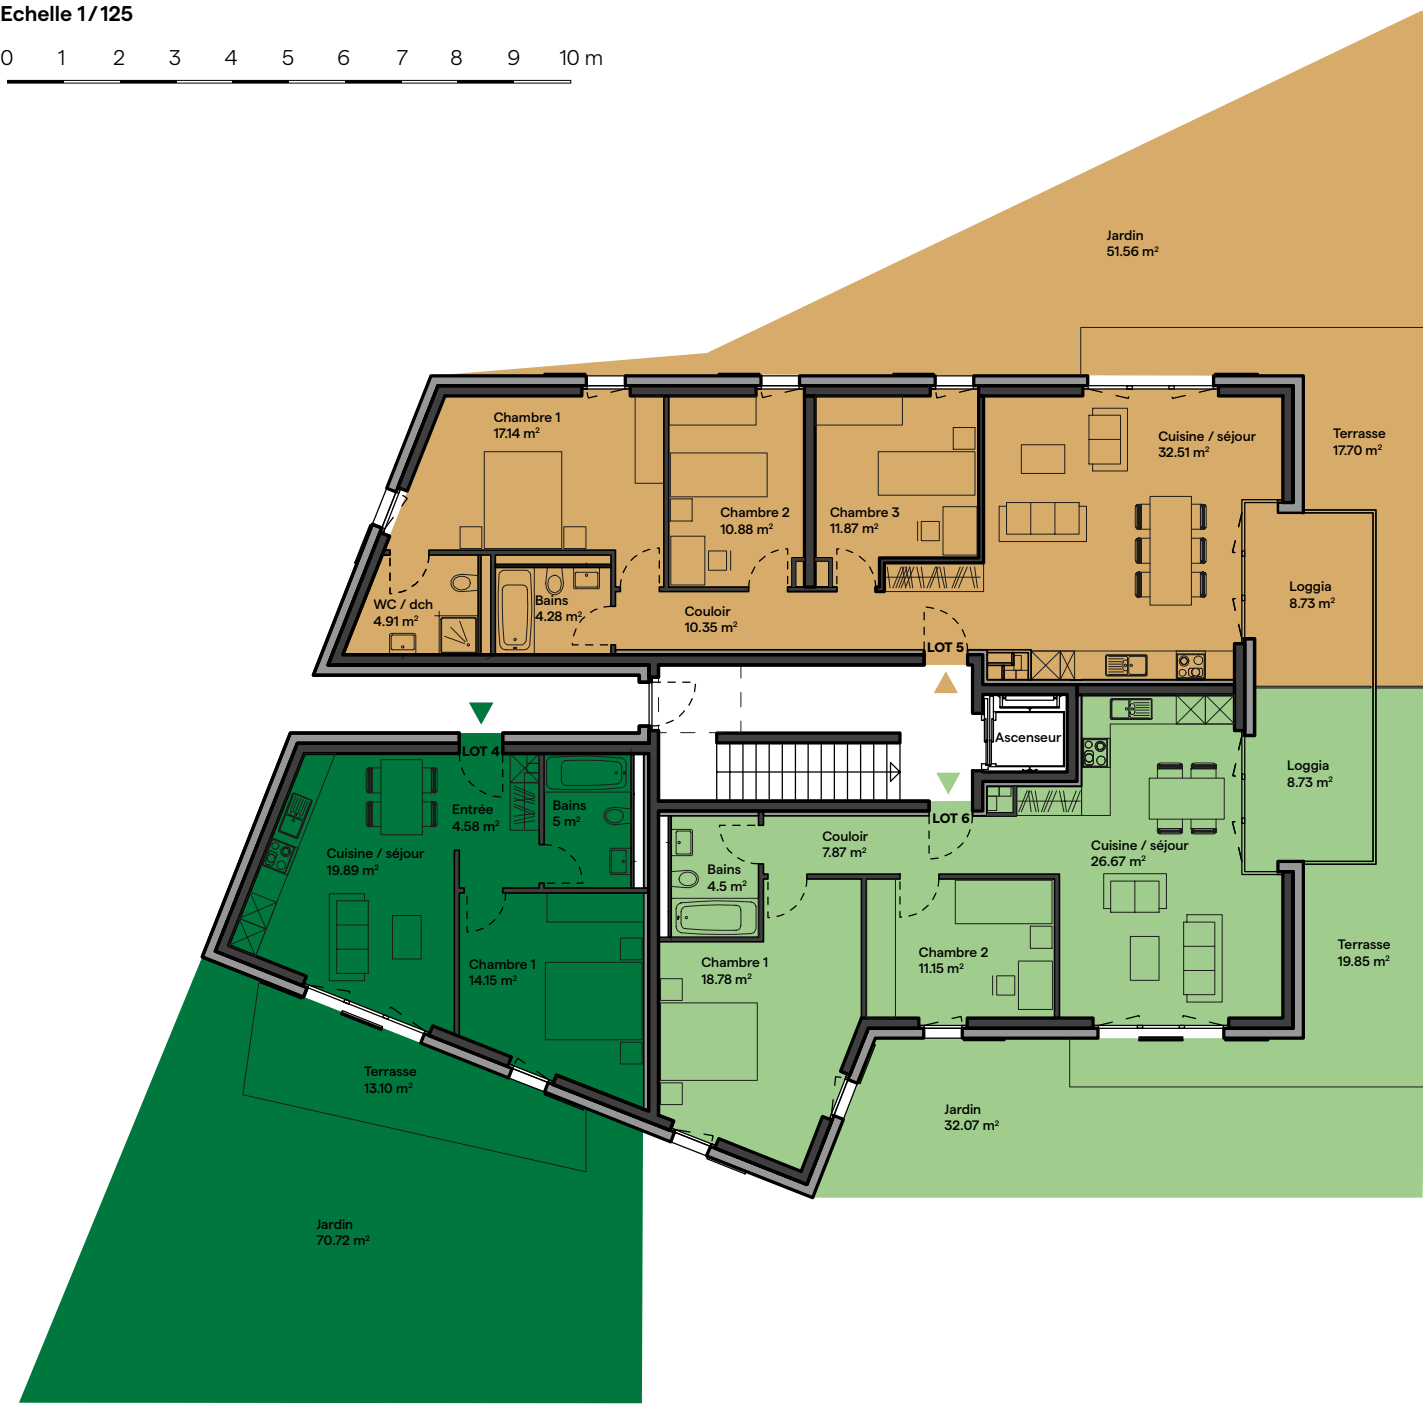 Echelle 1/125
0 1 2 3 4 5 6 7 8 9 10 m
Jardin
51.56 m²
Chambre 1
17.14 m²
Chambre 2
10.88 m²
Chambre 3
11.87 m²
Cuisine / séjour
32.51 m²
Terrasse
17.70 m²
Loggia
8.73 m²
WC / dch
4.91 m²
Bains
4.28 m²
Couloir
10.35 m²
LOT 5
LOT 4
Ascenseur
LOT 6
Entrée
4.58 m²
Bains
5 m²
Cuisine / séjour
19.89 m²
Chambre 1
14.15 m²
Terrasse
13.10 m²
Jardin
70.72 m²
Couloir
7.87 m²
Bains
4.5 m²
Chambre 1
18.78 m²
Chambre 2
11.15 m²
Cuisine / séjour
26.67 m²
Loggia
8.73 m²
Terrasse
19.85 m²
Jardin
32.07 m²